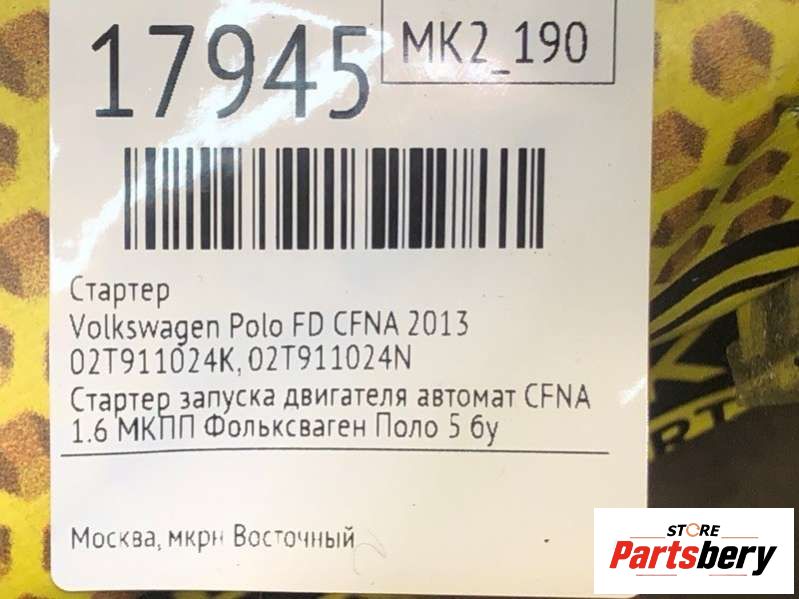 17945
MK2_190
Стартер
Volkswagen Polo FD CFNA 2013
02T911024K, 02T911024N
Стартер запуска двигателя автомат CFNA
1.6 МКПП Фольксваген Поло 5 бу
Москва, мкрн Восточный
STORE
Partsbery